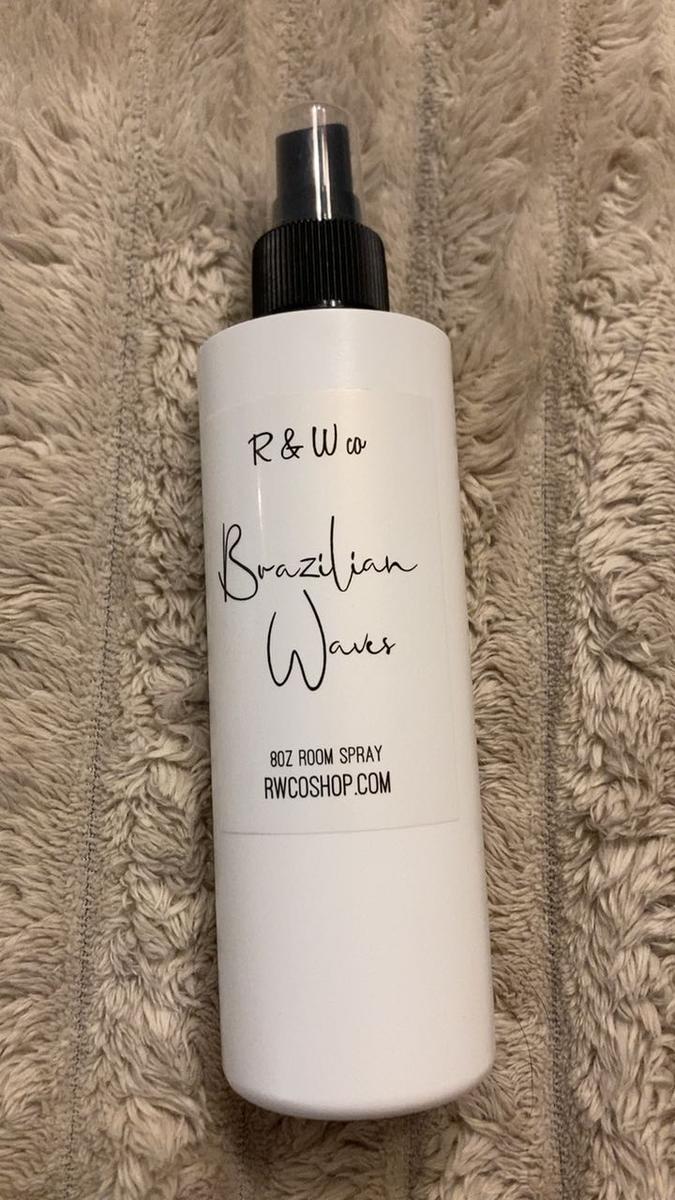 R & W co
Brazilian
Waves
8OZ ROOM SPRAY
RWCOSHOP.COM